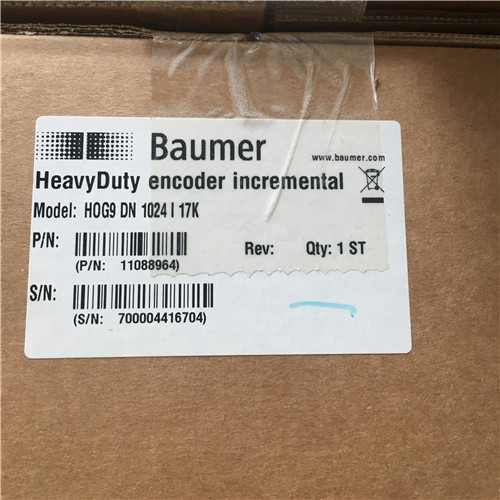 Baumer
www.baumer.com
HeavyDuty encoder incremental
Model: HOG9 DN 1024 I 17K
P/N:
Rev: Qty: 1 ST
(P/N: 11088964)
S/N:
(S/N: 700004416704)